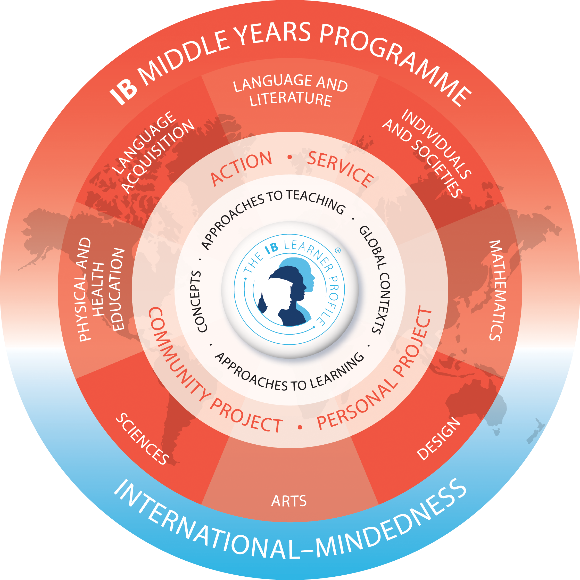 IB MIDDLE YEARS PROGRAMME
LANGUAGE AND
LITERATURE
INDIVIDUALS
AND SOCIETIES
MATHEMATICS
DESIGN
ARTS
SCIENCES
PHYSICAL AND
HEALTH
EDUCATION
LANGUAGE
ACQUISITION
ACTION • SERVICE
COMMUNITY PROJECT • PERSONAL PROJECT
APPROACHES TO TEACHING •
GLOBAL CONTEXTS •
APPROACHES TO LEARNING •
CONCEPTS •
THE IB LEARNER PROFILE ®
INTERNATIONAL–MINDEDNESS